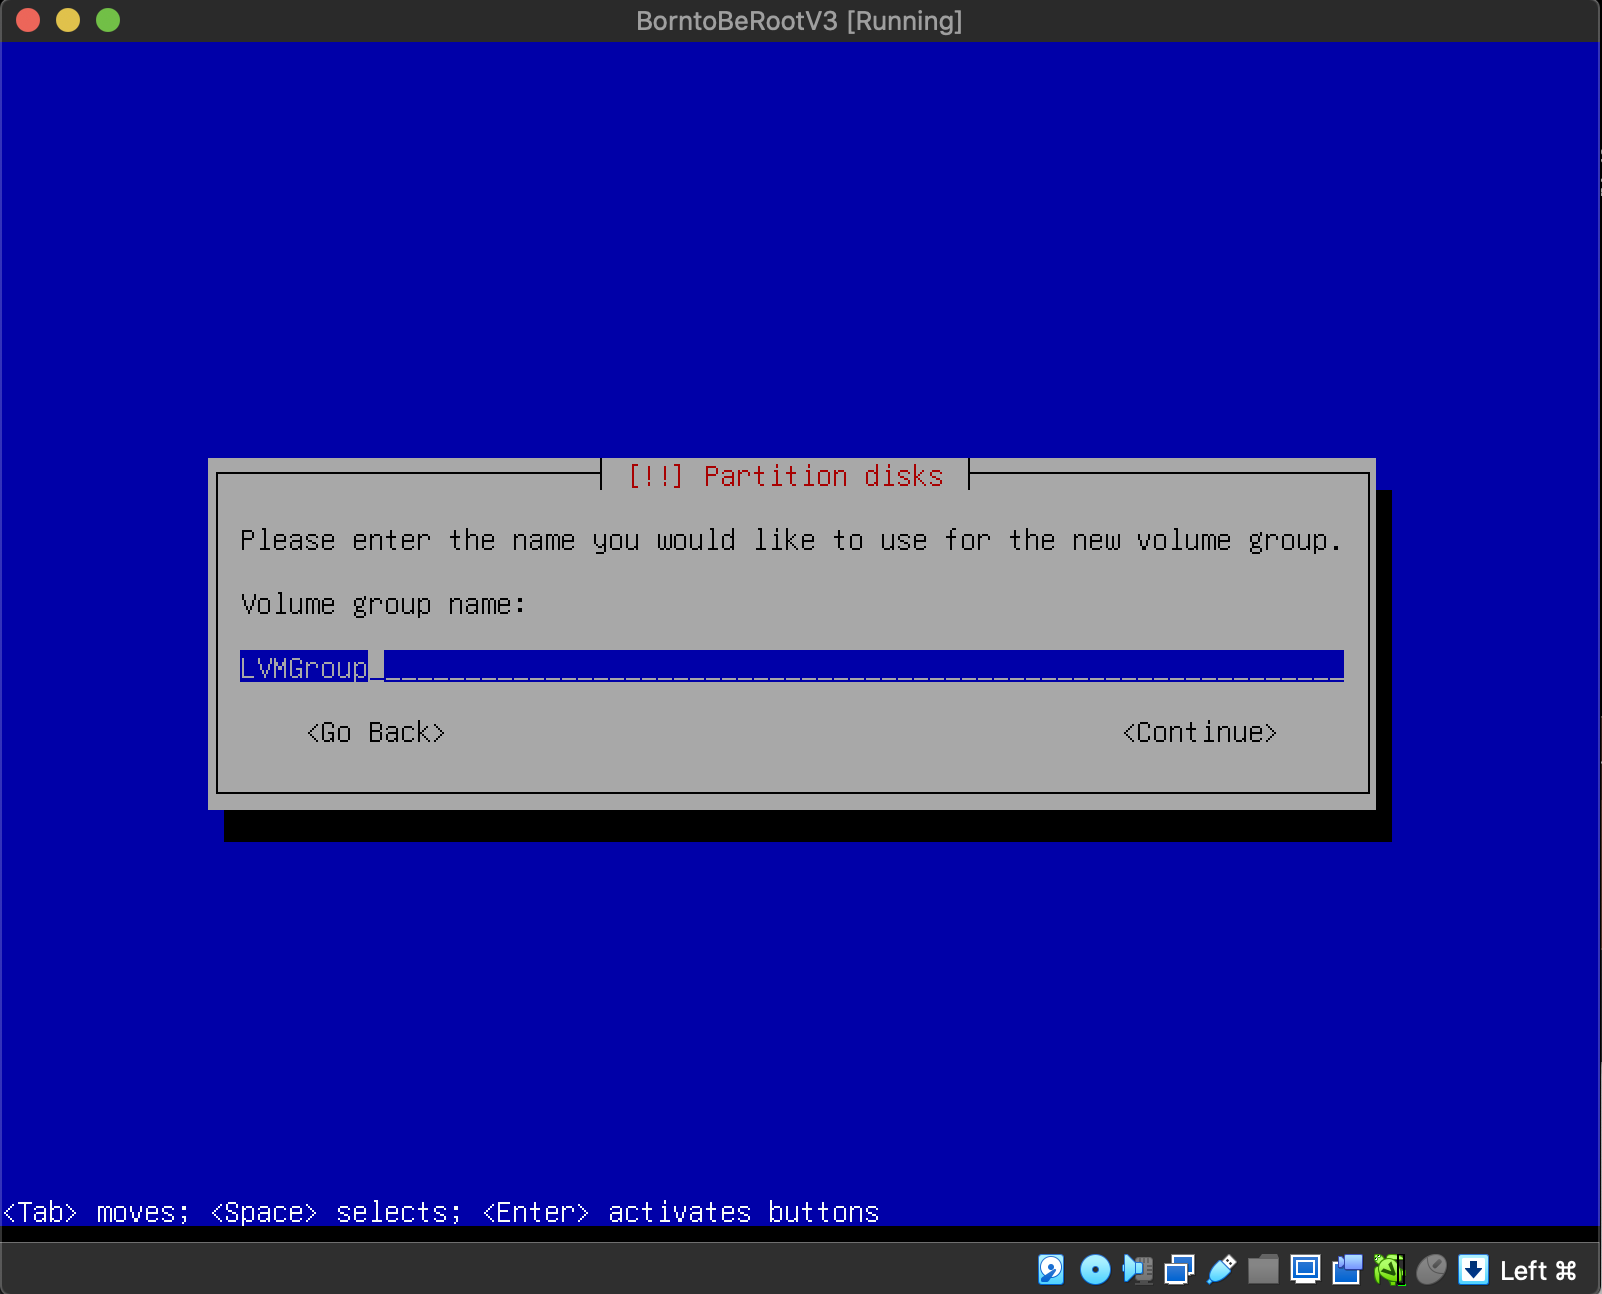 BorntoBeRootV3 [Running]
[!!] Partition disks
Please enter the name you would like to use for the new volume group.
Volume group name:
LVMGroup
<Go Back> <Continue>
<Tab> moves; <Space> selects; <Enter> activates buttons
Left ⌘